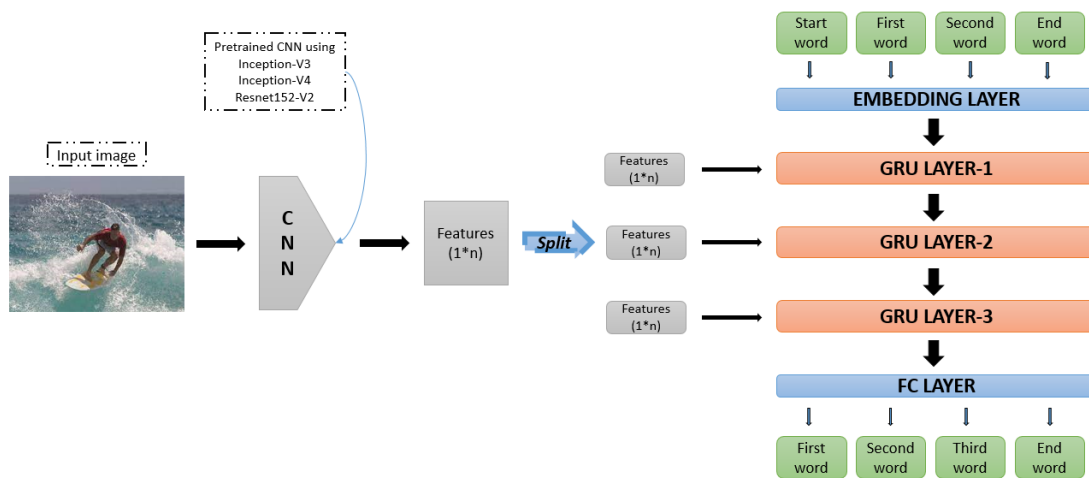 Pretrained CNN using
Inception-V3
Inception-V4
Resnet152-V2
Input image
C
N
N
Features
(1*n)
Split
Features
(1*n)
Features
(1*n)
Features
(1*n)
Start
word
First
word
Second
word
End
word
EMBEDDING LAYER
GRU LAYER-1
GRU LAYER-2
GRU LAYER-3
FC LAYER
First
word
Second
word
Third
word
End
word